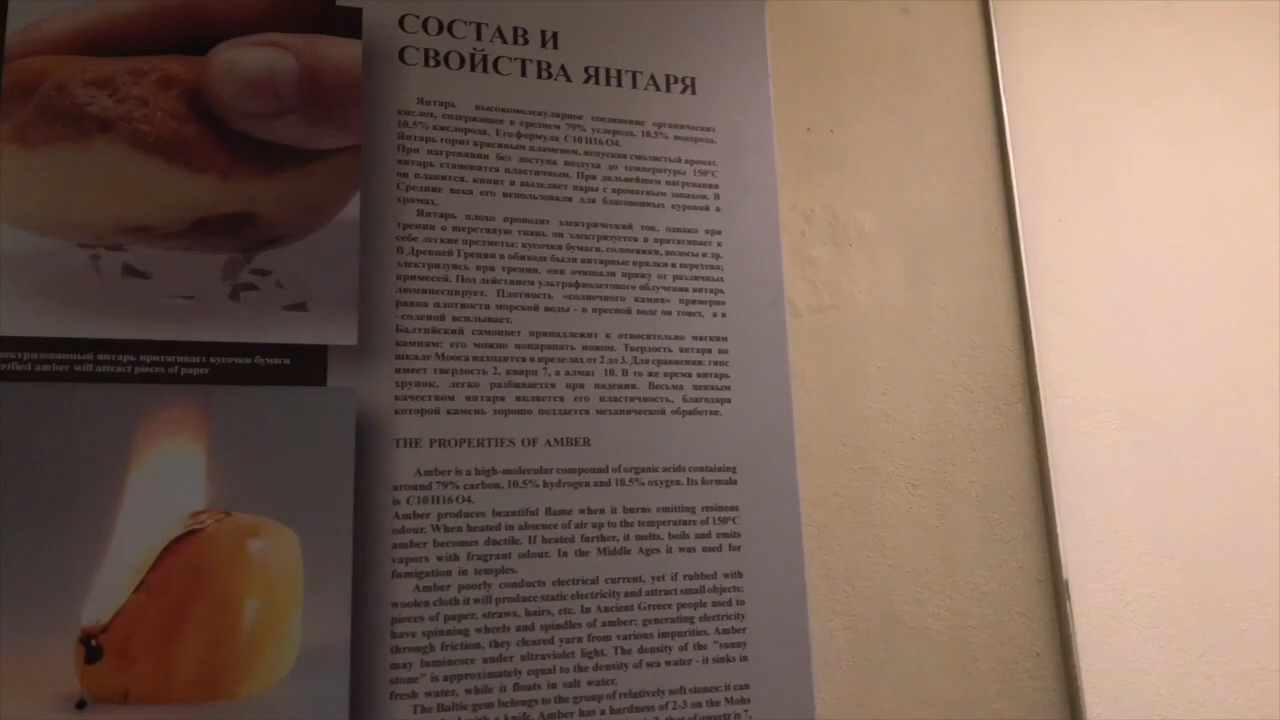 СОСТАВ И
СВОЙСТВА ЯНТАРЯ
Янтарь высокомолекулярное соединение органических
кислот, содержащее в среднем 79% углерода, 10.5% водорода,
10.5% кислорода. Его формула C10 H16 O4.
Янтарь горит красивым пламенем, испуская смолистый аромат.
При нагревании без доступа воздуха до температуры 150°С
янтарь становится пластичным. При дальнейшем нагревании
он плавится, кипит и выделяет пары с ароматным запахом. В
Средние века его использовали для благовонных курений в
храмах.
Янтарь плохо проводит электрический ток, однако при
трении о шерстяную ткань он электризуется и притягивает к
себе легкие предметы: кусочки бумаги, соломинки, волосы и др.
В Древней Греции в обиходе были янтарные прялки и веретена;
электризуясь при трении, они очищали пряжу от различных
примесей. Под действием ультрафиолетового облучения янтарь
люминесцирует. Плотность «солнечного камня» примерно
равна плотности морской воды - в пресной воде он тонет, а в
- соленой всплывает.
Балтийский самоцвет принадлежит к относительно мягким
камням: его можно поцарапать ножом. Твердость янтаря по
шкале Мооса находится в пределах от 2 до 3. Для сравнения: гипс
имеет твердость 2, кварц 7, а алмаз 10. В то же время янтарь
хрупок, легко разбивается при падении. Весьма ценным
качеством янтаря является его пластичность, благодаря
которой камень хорошо поддается механической обработке.
ектризованный янтарь притягивает кусочки бумаги
rified amber will attract pieces of paper
THE PROPERTIES OF AMBER
Amber is a high-molecular compound of organic acids containing
around 79% carbon, 10.5% hydrogen and 10.5% oxygen. Its formula
is C10 H16 O4.
Amber produces beautiful flame when it burns emitting resinous
odour. When heated in absence of air up to the temperature of 150°C
amber becomes ductile. If heated further, it melts, boils and emits
vapors with fragrant odour. In the Middle Ages it was used for
fumigation in temples.
Amber poorly conducts electrical current, yet if rubbed with
woolen cloth it will produce static electricity and attract small objects:
pieces of paper, straws, hairs, etc. In Ancient Greece people used to
have spinning wheels and spindles of amber; generating electricity
through friction, they cleared yarn from various impurities. Amber
may luminesce under ultraviolet light. The density of the "sunny
stone" is approximately equal to the density of sea water - it sinks in
fresh water, while it floats in salt water.
The Baltic gem belongs to the group of relatively soft stones: it can
with a knife. Amber has a hardness of 2-3 on the Mohs
that of quartz is 7,